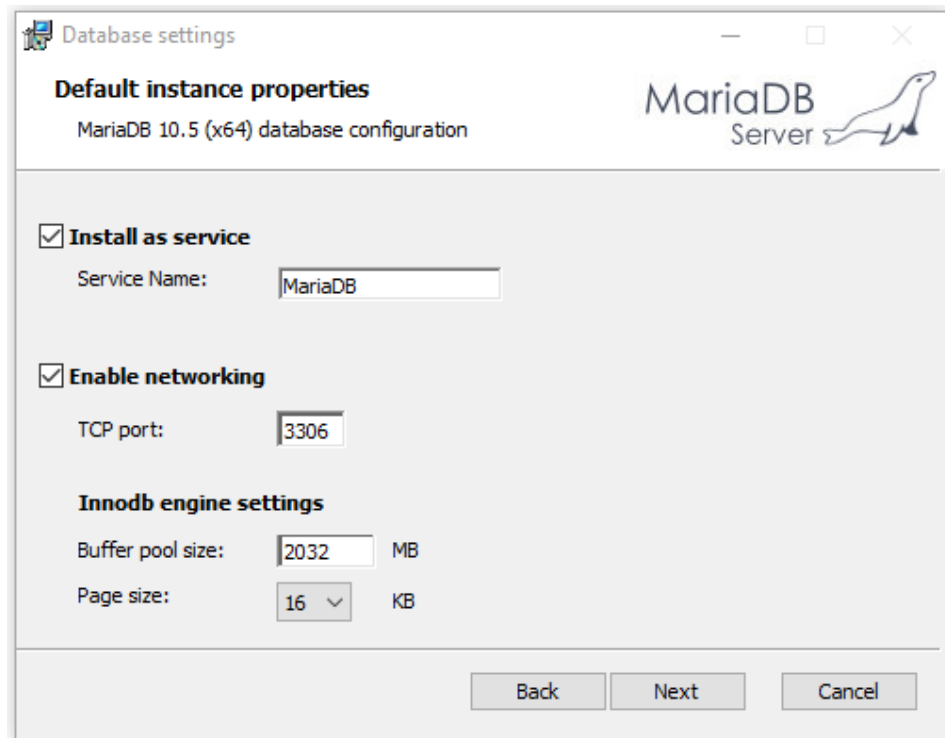 Database settings
Default instance properties
MariaDB 10.5 (x64) database configuration
MariaDB
Server
Install as service
Service Name: MariaDB
Enable networking
TCP port: 3306
Innodb engine settings
Buffer pool size: 2032 MB
Page size: 16 KB
Back Next Cancel